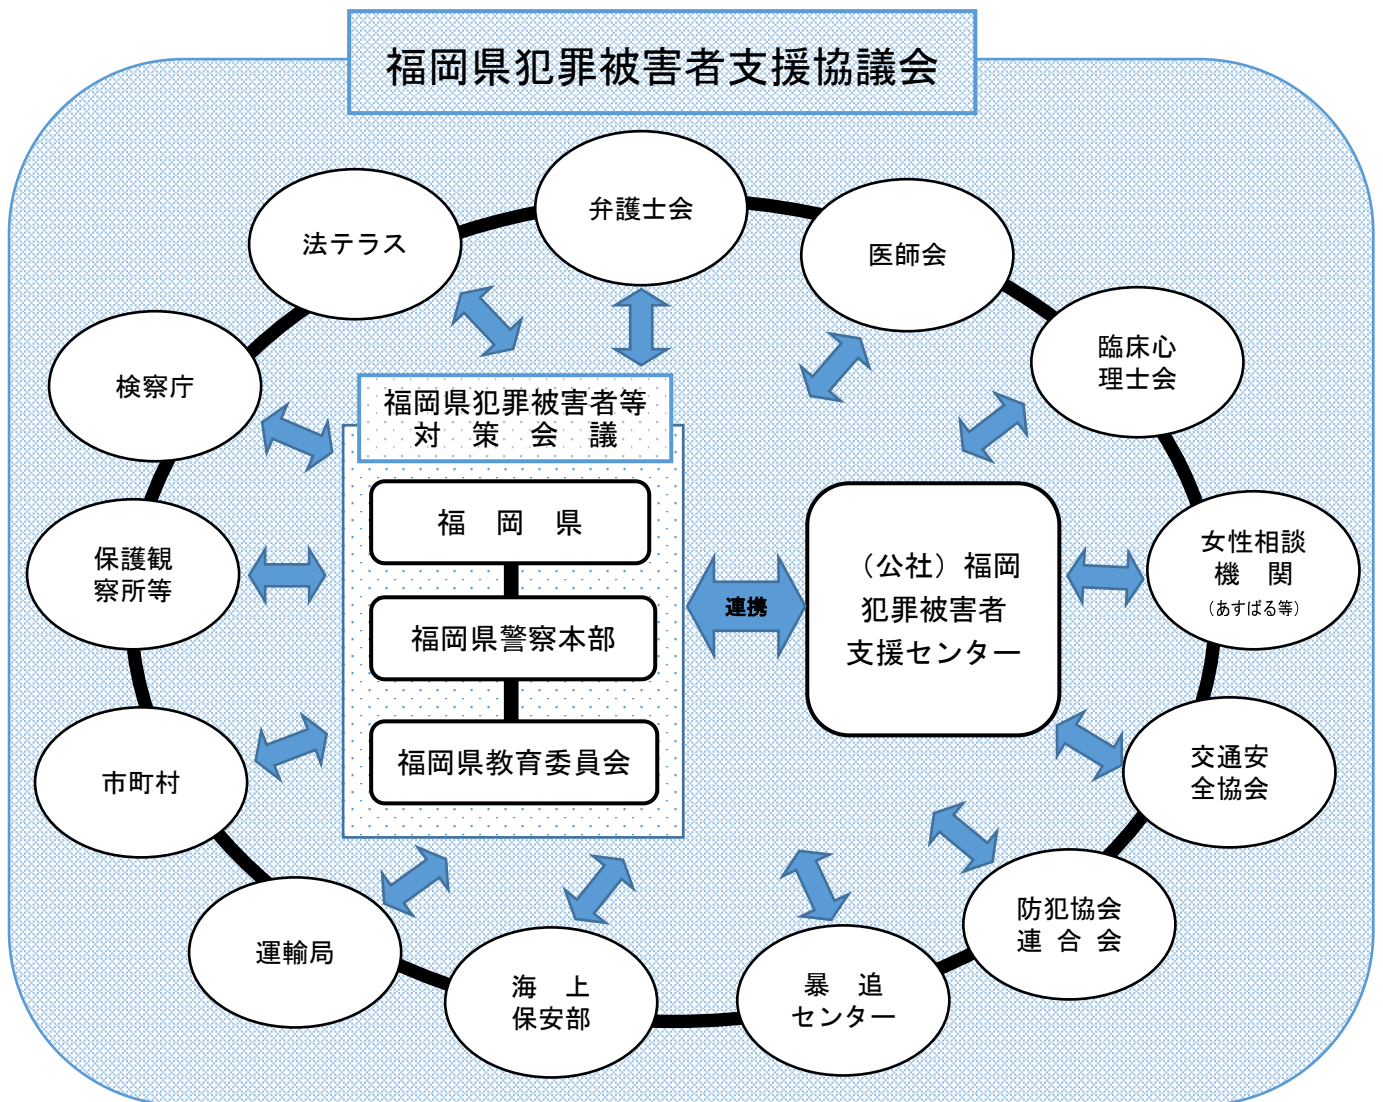 福岡県犯罪被害者支援協議会
弁護士会
法テラス
医師会
臨床心
理士会
検察庁
福岡県犯罪被害者等
対　策　会　議
福　岡　県
福岡県警察本部
福岡県教育委員会
連携
（公社）福岡
犯罪被害者
支援センター
保護観
察所等
女性相談
機　関
（あすばる等）
市町村
交通安
全協会
運輸局
防犯協会
連 合 会
海　上
保安部
暴　追
センター